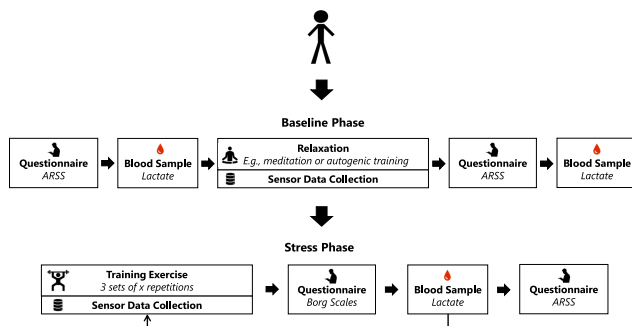 Baseline Phase
Questionnaire
ARSS
Blood Sample
Lactate
Relaxation
E.g., meditation or autogenic training
Sensor Data Collection
Questionnaire
ARSS
Blood Sample
Lactate
Stress Phase
Training Exercise
3 sets of x repetitions
Sensor Data Collection
Questionnaire
Borg Scales
Blood Sample
Lactate
Questionnaire
ARSS